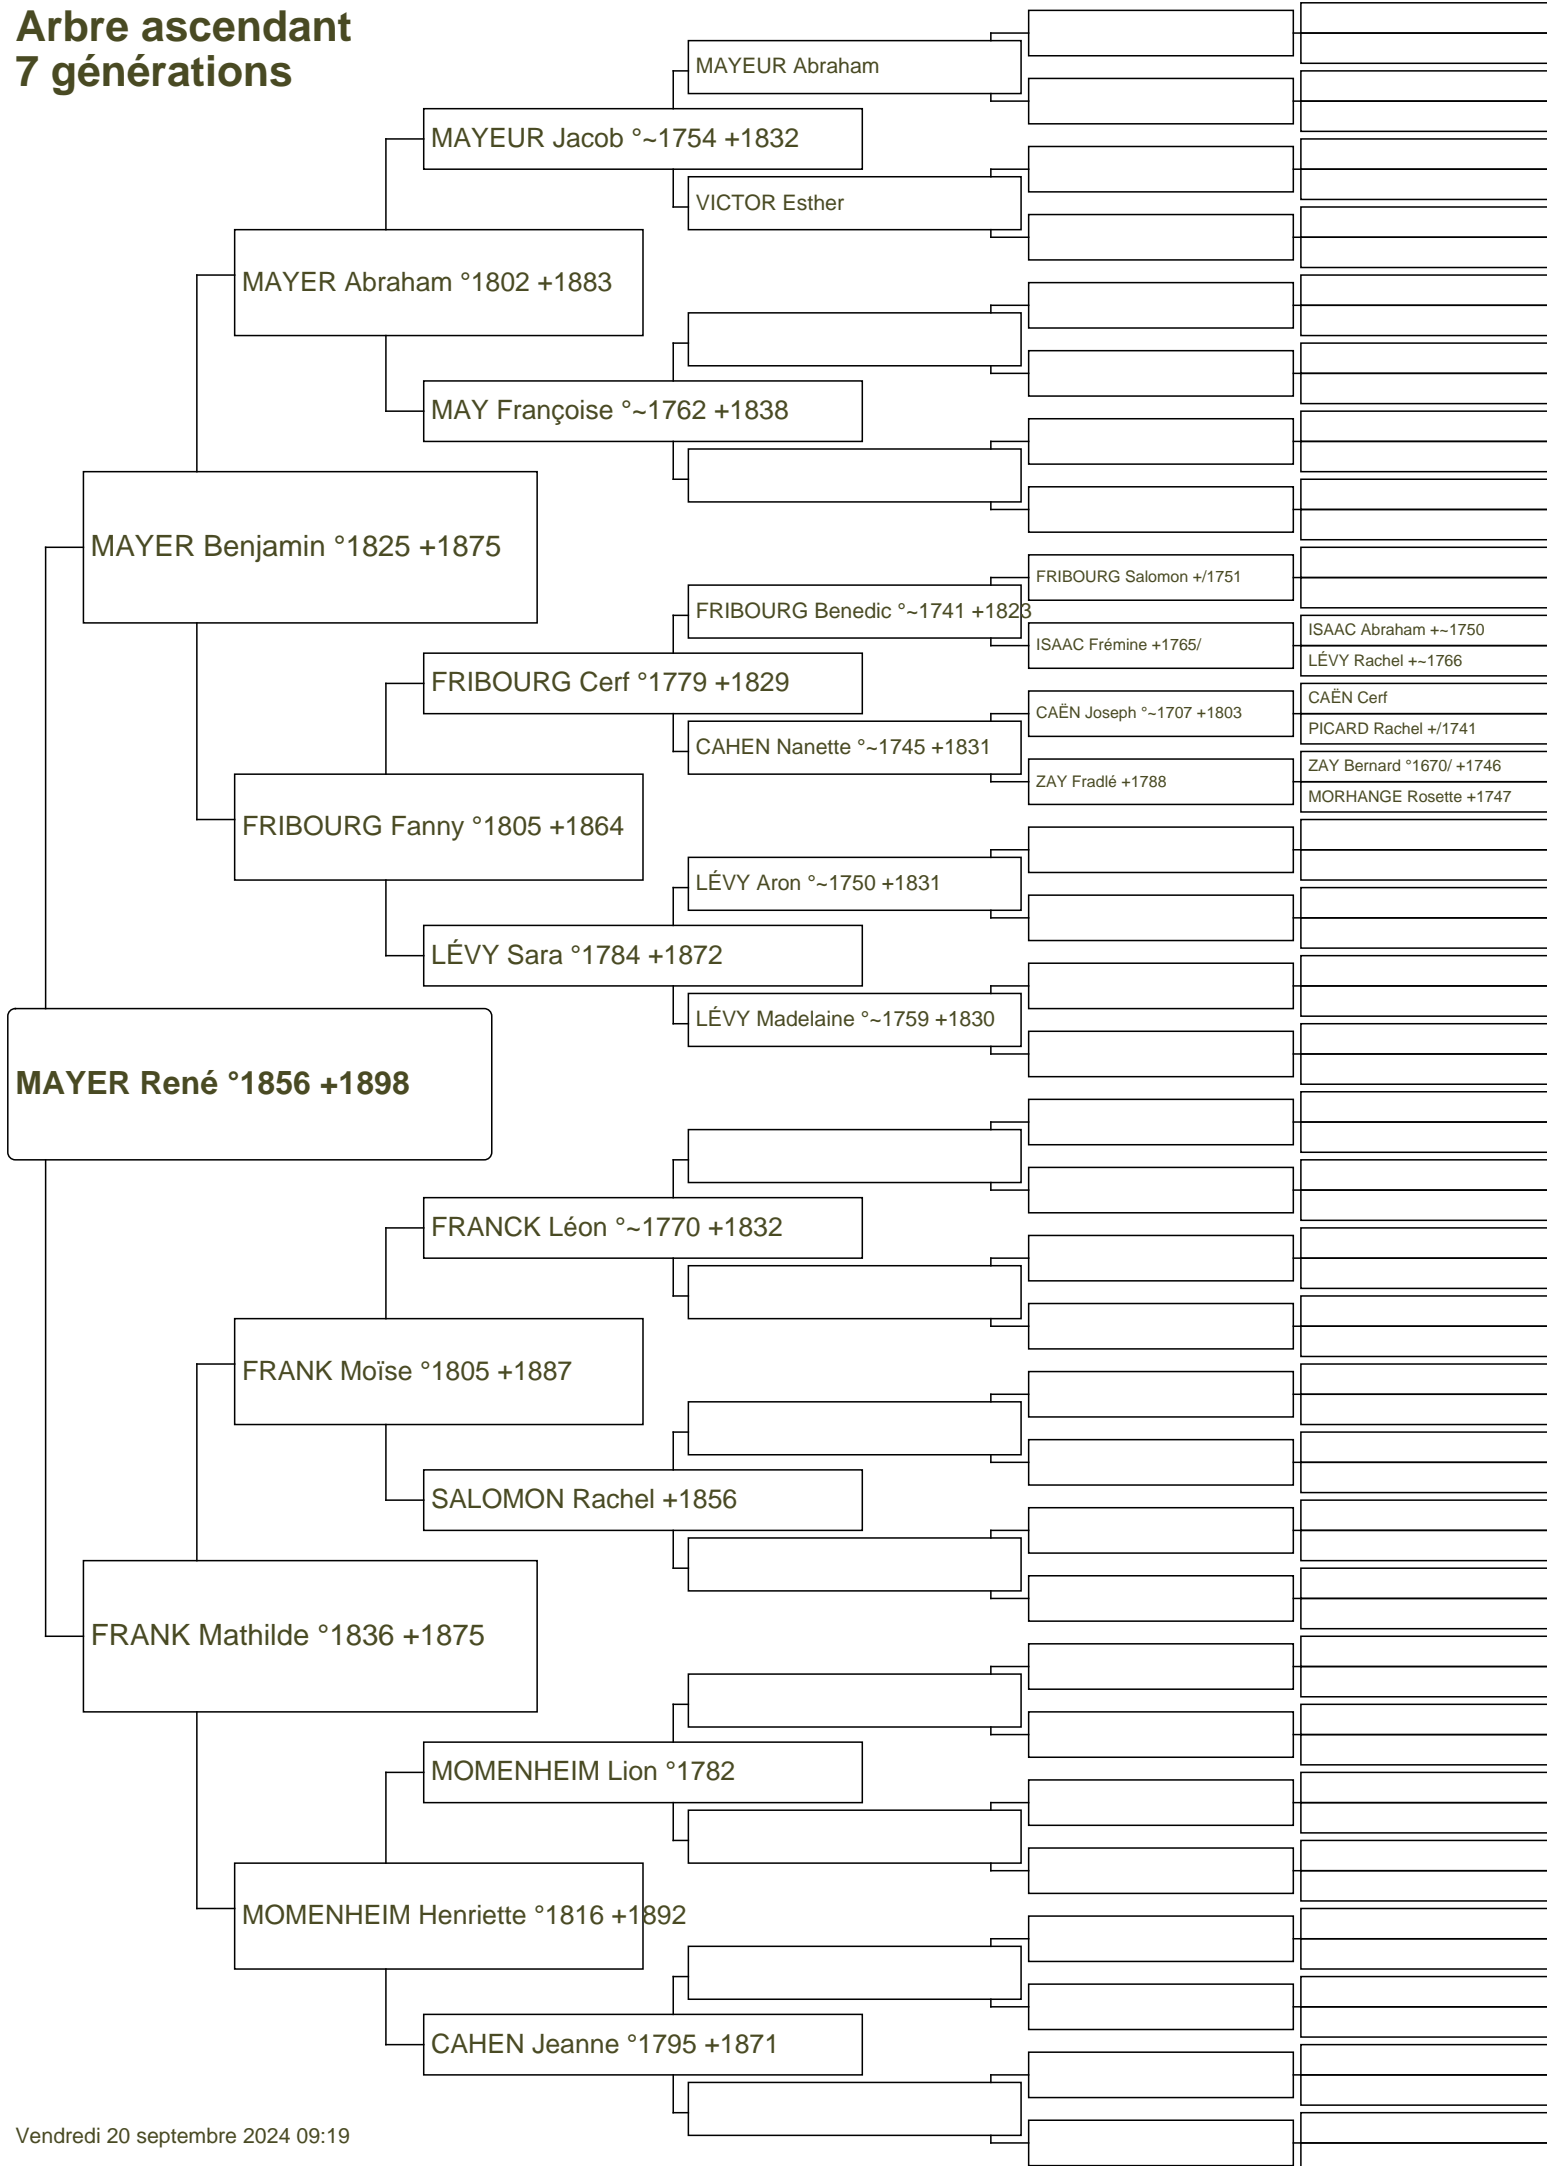 Arbre ascendant
7 générations
MAYEUR Abraham
MAYEUR Jacob °~1754 +1832
VICTOR Esther
MAYER Abraham °1802 +1883
MAY Françoise °~1762 +1838
MAYER Benjamin °1825 +1875
FRIBOURG Salomon +/1751
FRIBOURG Benedic °~1741 +1823
ISAAC Abraham +~1750
ISAAC Frémine +1765/
LÉVY Rachel +~1766
FRIBOURG Cerf °1779 +1829
CAËN Cerf
CAËN Joseph °~1707 +1803
PICARD Rachel +/1741
CAHEN Nanette °~1745 +1831
ZAY Bernard °1670/ +1746
ZAY Fradlé +1788
MORHANGE Rosette +1747
FRIBOURG Fanny °1805 +1864
LÉVY Aron °~1750 +1831
LÉVY Sara °1784 +1872
LÉVY Madelaine °~1759 +1830
MAYER René °1856 +1898
FRANCK Léon °~1770 +1832
FRANK Moïse °1805 +1887
SALOMON Rachel +1856
FRANK Mathilde °1836 +1875
MOMENHEIM Lion °1782
MOMENHEIM Henriette °1816 +1892
CAHEN Jeanne °1795 +1871
Vendredi 20 septembre 2024 09:19